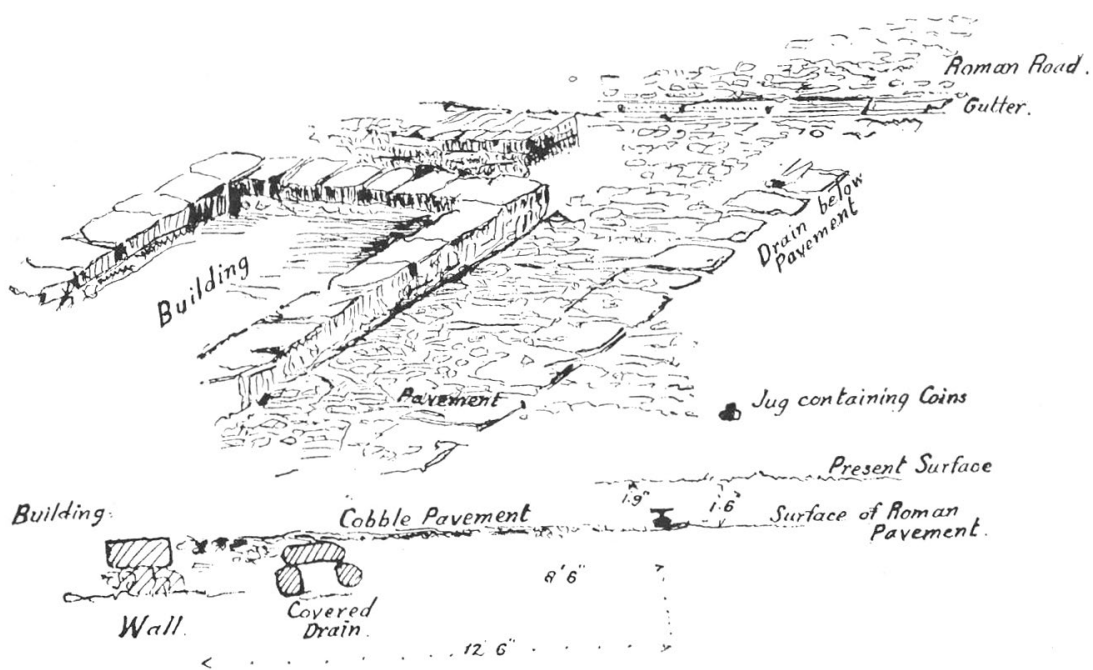 Roman Road.
Gutter.
Drain below
Pavement
Building
Pavement
Jug containing Coins
Present Surface
1·9"
1·6"
Building:
Cobble Pavement
Surface of Roman
Pavement.
8' 6"
Wall.
Covered
Drain.
12' 6"